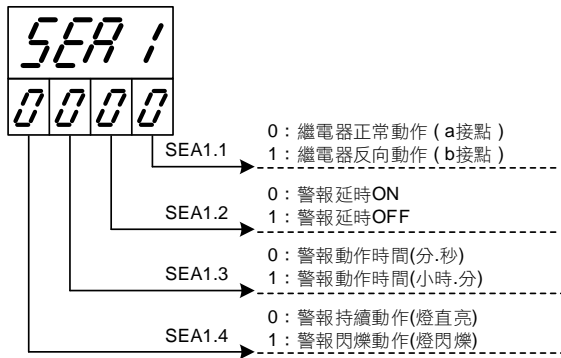 SEA1
0000
SEA1.1
0：繼電器正常動作 ( a接點 )
1：繼電器反向動作 ( b接點 )
SEA1.2
0：警報延時ON
1：警報延時OFF
SEA1.3
0：警報動作時間(分.秒)
1：警報動作時間(小時.分)
SEA1.4
0：警報持續動作(燈直亮)
1：警報閃爍動作(燈閃爍)